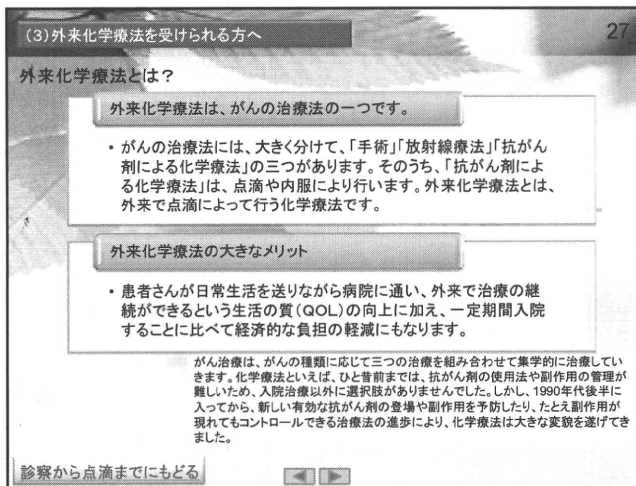 (3)外来化学療法を受けられる方へ
27
外来化学療法とは?
外来化学療法は、がんの治療法の一つです。
・がんの治療法には、大きく分けて、「手術」「放射線療法」「抗がん
剤による化学療法」の三つがあります。そのうち、「抗がん剤によ
る化学療法」は、点滴や内服により行います。外来化学療法とは、
外来で点滴によって行う化学療法です。
外来化学療法の大きなメリット
・患者さんが日常生活を送りながら病院に通い、外来で治療の継
続ができるという生活の質(QOL)の向上に加え、一定期間入院
することに比べて経済的な負担の軽減にもなります。
がん治療は、がんの種類に応じて三つの治療を組み合わせて集学的に治療してい
きます。化学療法といえば、ひと昔前までは、抗がん剤の使用法や副作用の管理が
難しいため、入院治療以外に選択肢がありませんでした。しかし、1990年代後半に
入ってから、新しい有効な抗がん剤の登場や副作用を予防したり、たとえ副作用が
現れてもコントロールできる治療法の進歩により、化学療法は大きな変貌を遂げてき
ました。
診察から点滴までにもどる